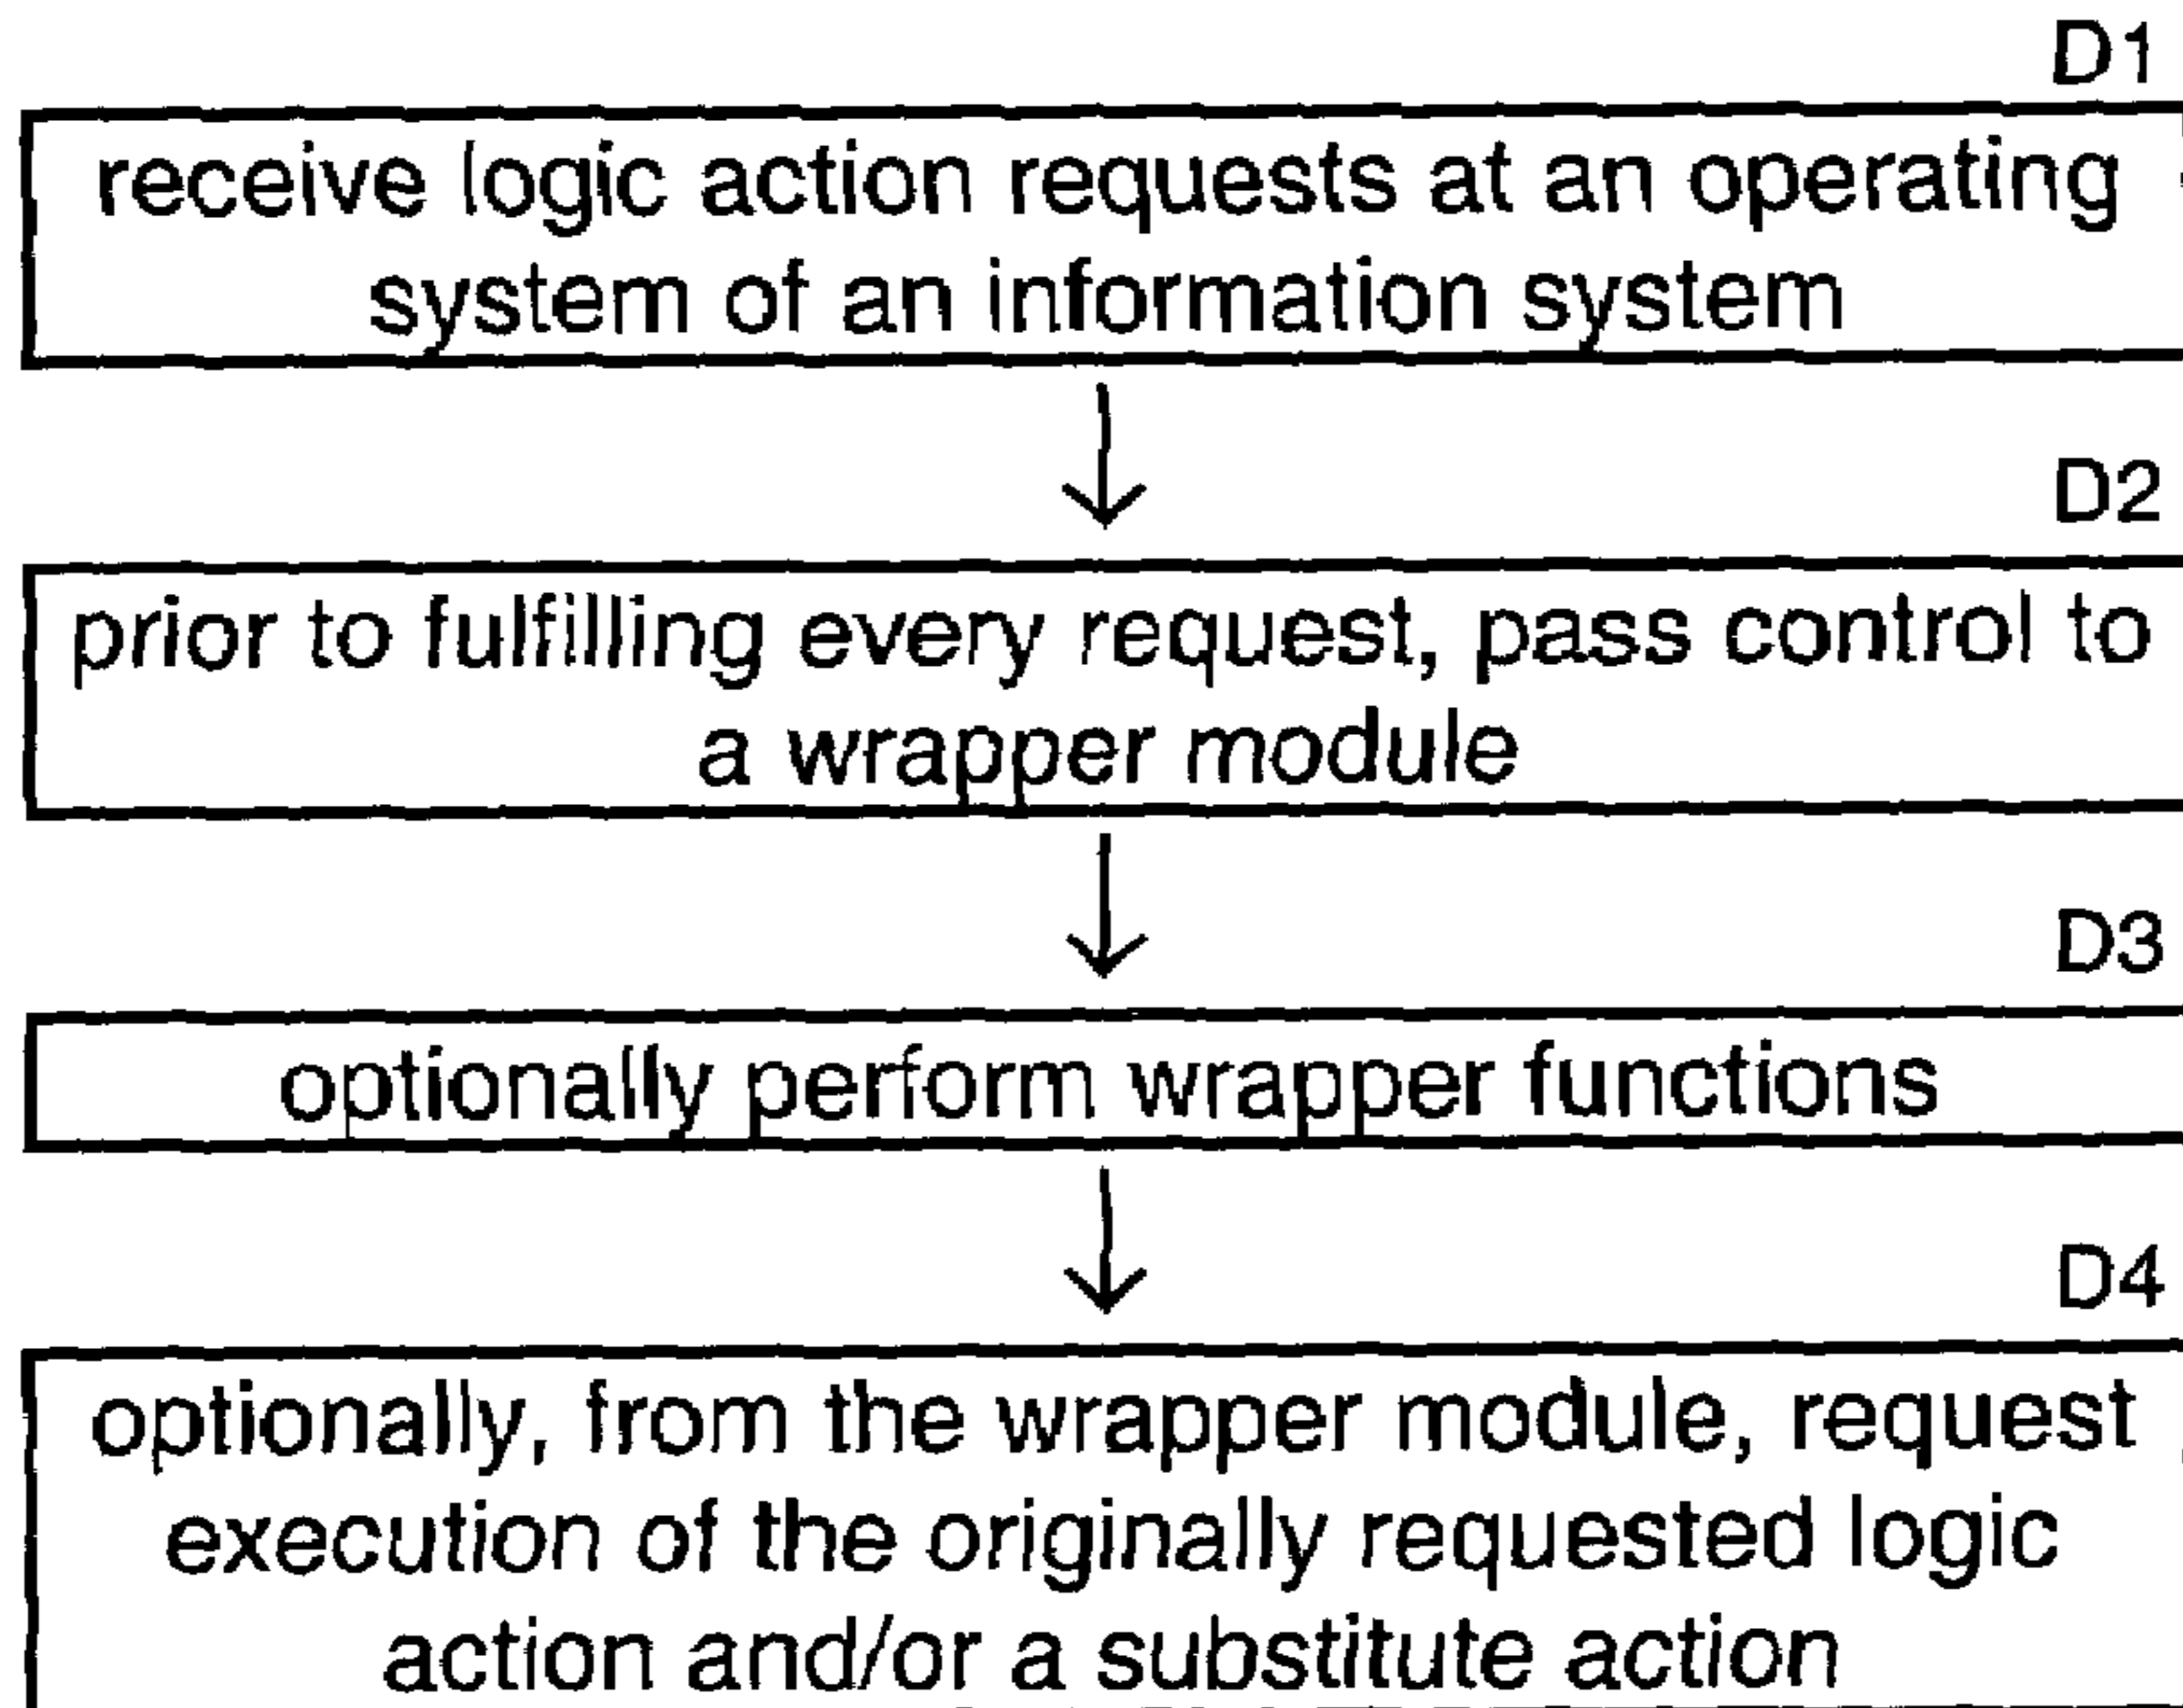 D1
receive logic action requests at an operating
system of an information system
D2
prior to fulfilling every request, pass control to
a wrapper module
D3
optionally perform wrapper functions
D4
optionally, from the wrapper module, request
execution of the originally requested logic
action and/or a substitute action